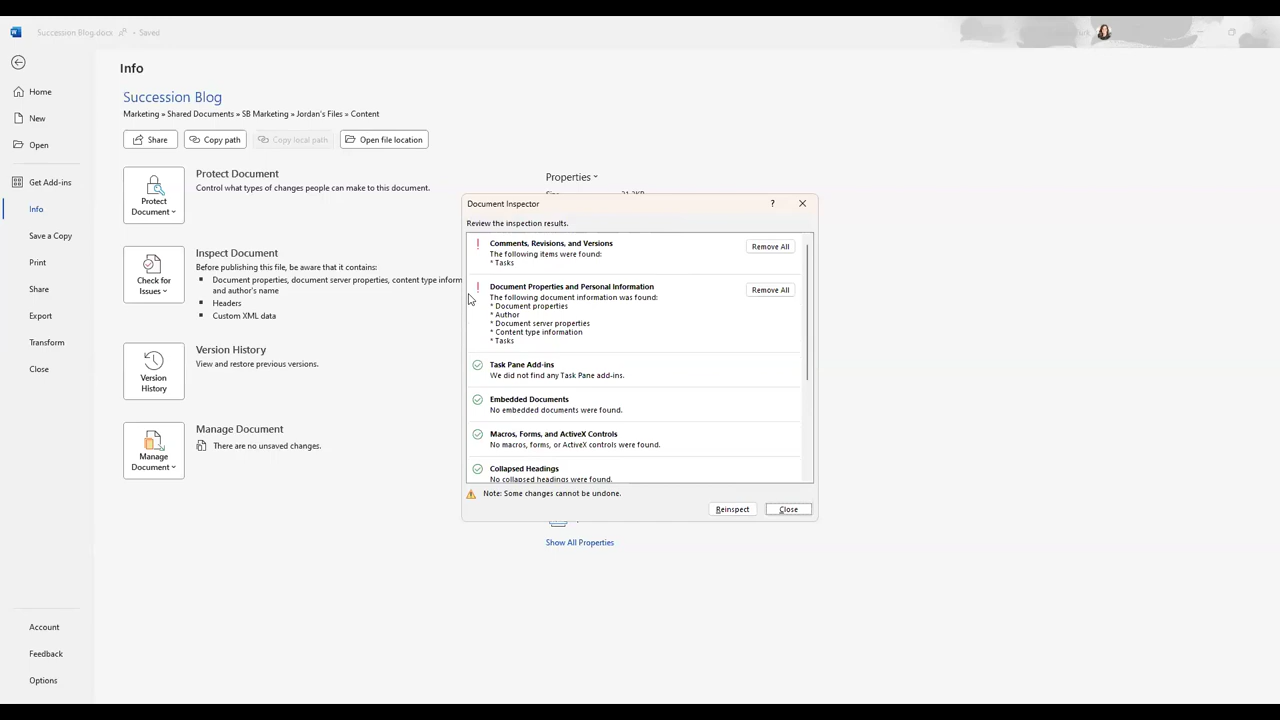 Succession Blog.docx • Saved
Info
Home
New
Open
Get Add-ins
Info
Save a Copy
Print
Share
Export
Transform
Close
Account
Feedback
Options
Succession Blog
Marketing » Shared Documents » SB Marketing » Jordan's Files » Content
Share
Copy path
Copy local path
Open file location
Protect
Document
Protect Document
Control what types of changes people can make to this document.
Check for
Issues
Inspect Document
Before publishing this file, be aware that it contains:
Document properties, document server properties, content type inform
and author's name
Headers
Custom XML data
Version
History
Version History
View and restore previous versions.
Manage
Document
Manage Document
There are no unsaved changes.
Properties
Document Inspector
?
Review the inspection results.
! Comments, Revisions, and Versions
The following items were found:
* Tasks
Remove All
! Document Properties and Personal Information
The following document information was found:
* Document properties
* Author
* Document server properties
* Content type information
* Tasks
Remove All
Task Pane Add-ins
We did not find any Task Pane add-ins.
Embedded Documents
No embedded documents were found.
Macros, Forms, and ActiveX Controls
No macros, forms, or ActiveX controls were found.
Collapsed Headings
No collapsed headings were found.
Note: Some changes cannot be undone.
Reinspect
Close
Show All Properties